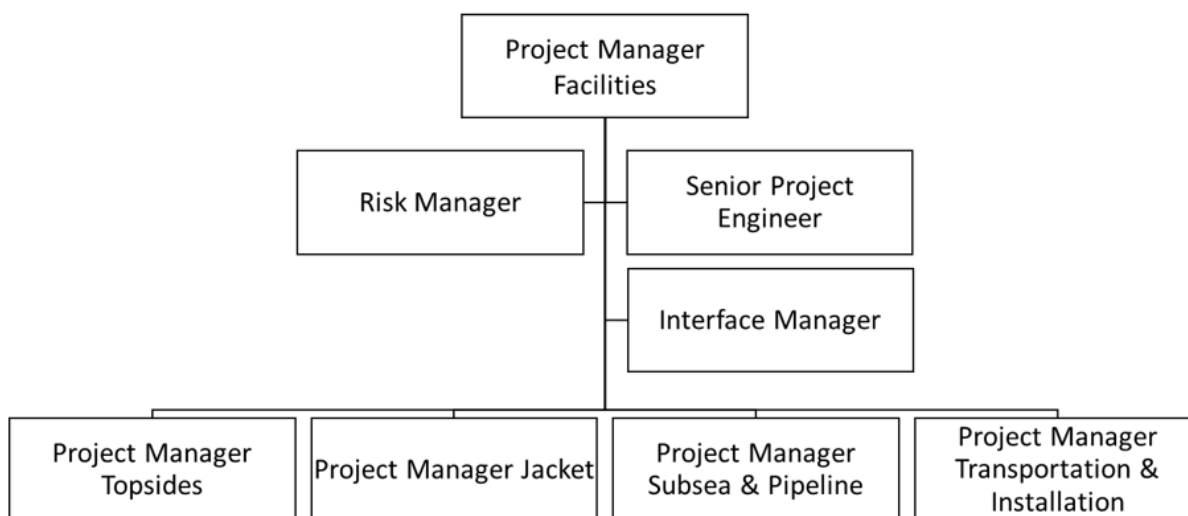 Project Manager
Facilities
Risk Manager
Senior Project
Engineer
Interface Manager
Project Manager
Topsides
Project Manager Jacket
Project Manager
Subsea & Pipeline
Project Manager
Transportation &
Installation